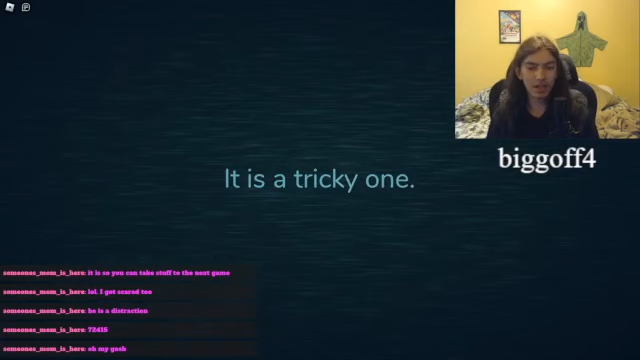 biggoff4
It is a tricky one.
someones_mom_is_here: it is so you can take stuff to the next game
someones_mom_is_here: lol. I got scared too
someones_mom_is_here: he is a distraction
someones_mom_is_here: 72415
someones_mom_is_here: oh my gosh